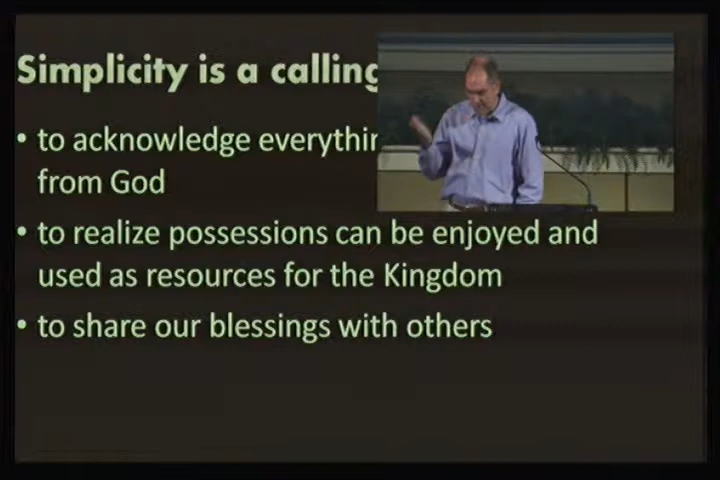 Simplicity is a calling
• to acknowledge
from God
• to realize possessions can be enjoyed and
used as resources for the Kingdom
• to share our blessings with others